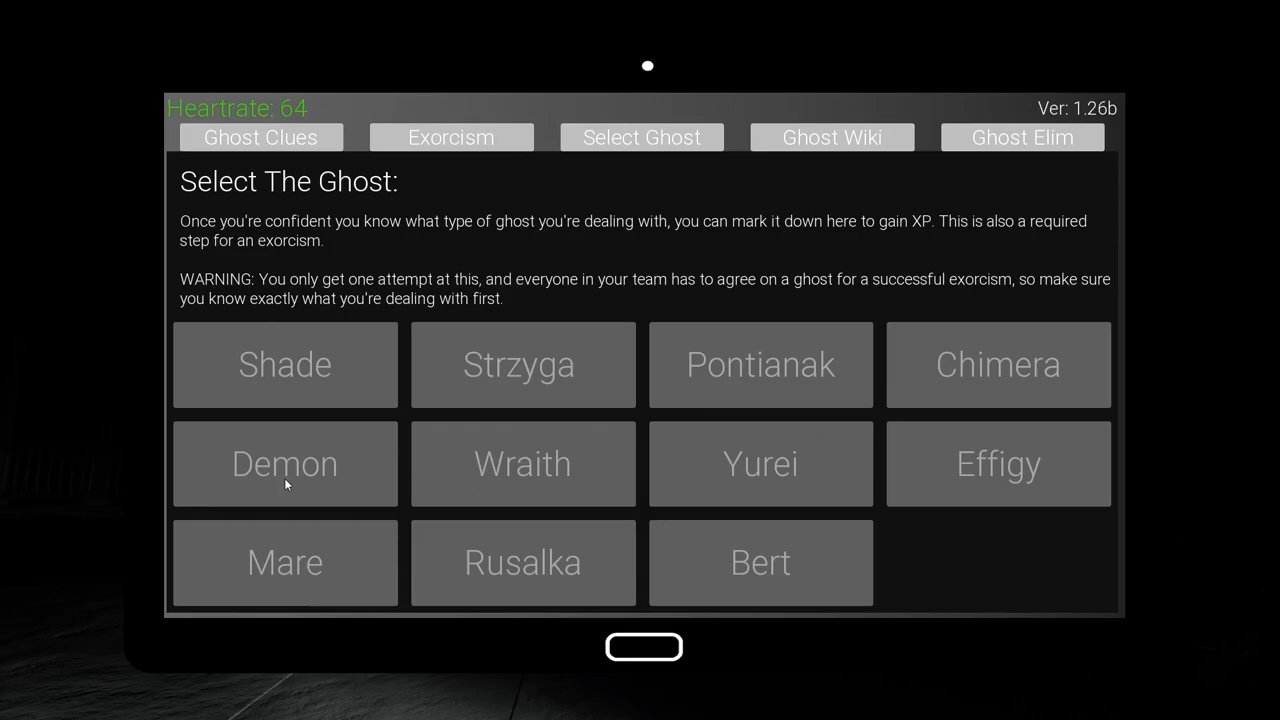 Heartrate: 64
Ver: 1.26b
Ghost Clues
Exorcism
Select Ghost
Ghost Wiki
Ghost Elim
Select The Ghost:
Once you're confident you know what type of ghost you're dealing with, you can mark it down here to gain XP. This is also a required
step for an exorcism.
WARNING: You only get one attempt at this, and everyone in your team has to agree on a ghost for a successful exorcism, so make sure
you know exactly what you're dealing with first.
Shade
Strzyga
Pontianak
Chimera
Demon
Wraith
Yurei
Effigy
Mare
Rusalka
Bert